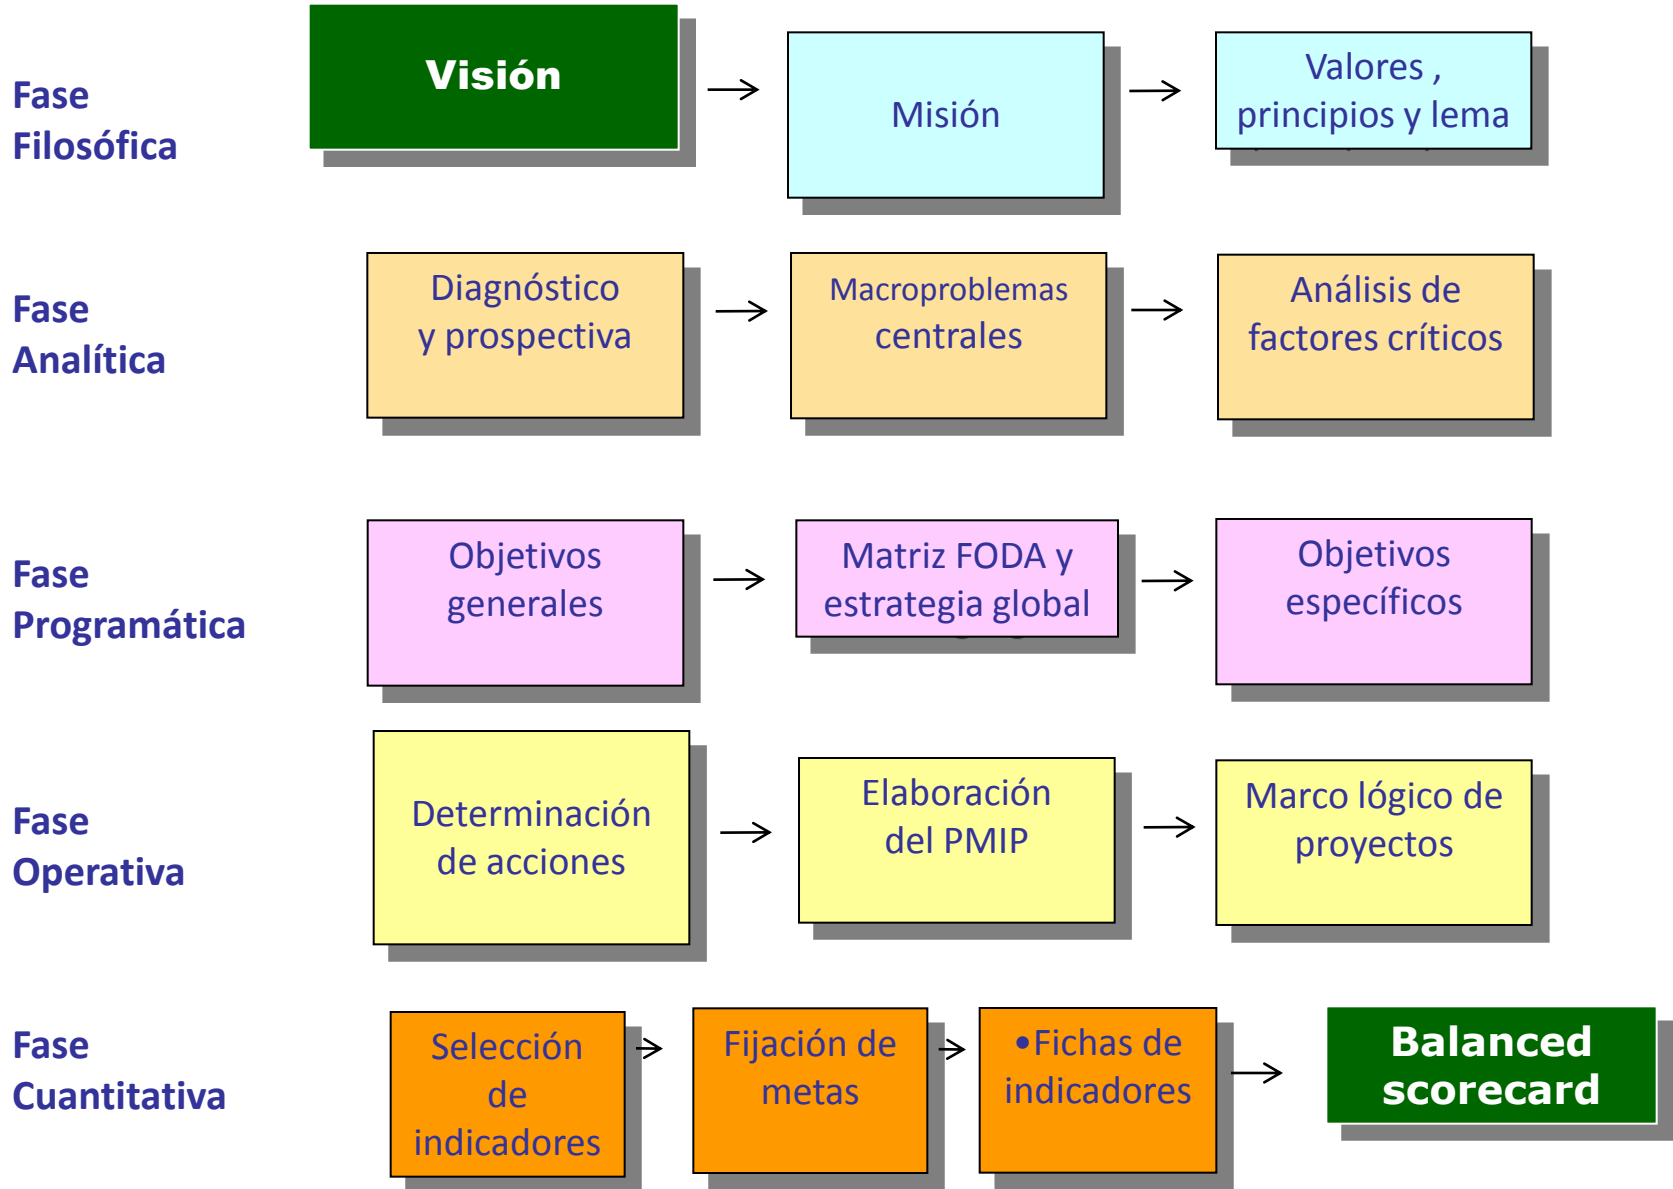 Fase
Filosófica
Visión
Misión
Valores ,
principios y lema
Fase
Analítica
Diagnóstico
y prospectiva
Macroproblemas
centrales
Análisis de
factores críticos
Fase
Programática
Objetivos
generales
Matriz FODA y
estrategia global
Objetivos
específicos
Fase
Operativa
Determinación
de acciones
Elaboración
del PMIP
Marco lógico de
proyectos
Fase
Cuantitativa
Selección
de
indicadores
Fijación de
metas
•Fichas de
indicadores
Balanced
scorecard